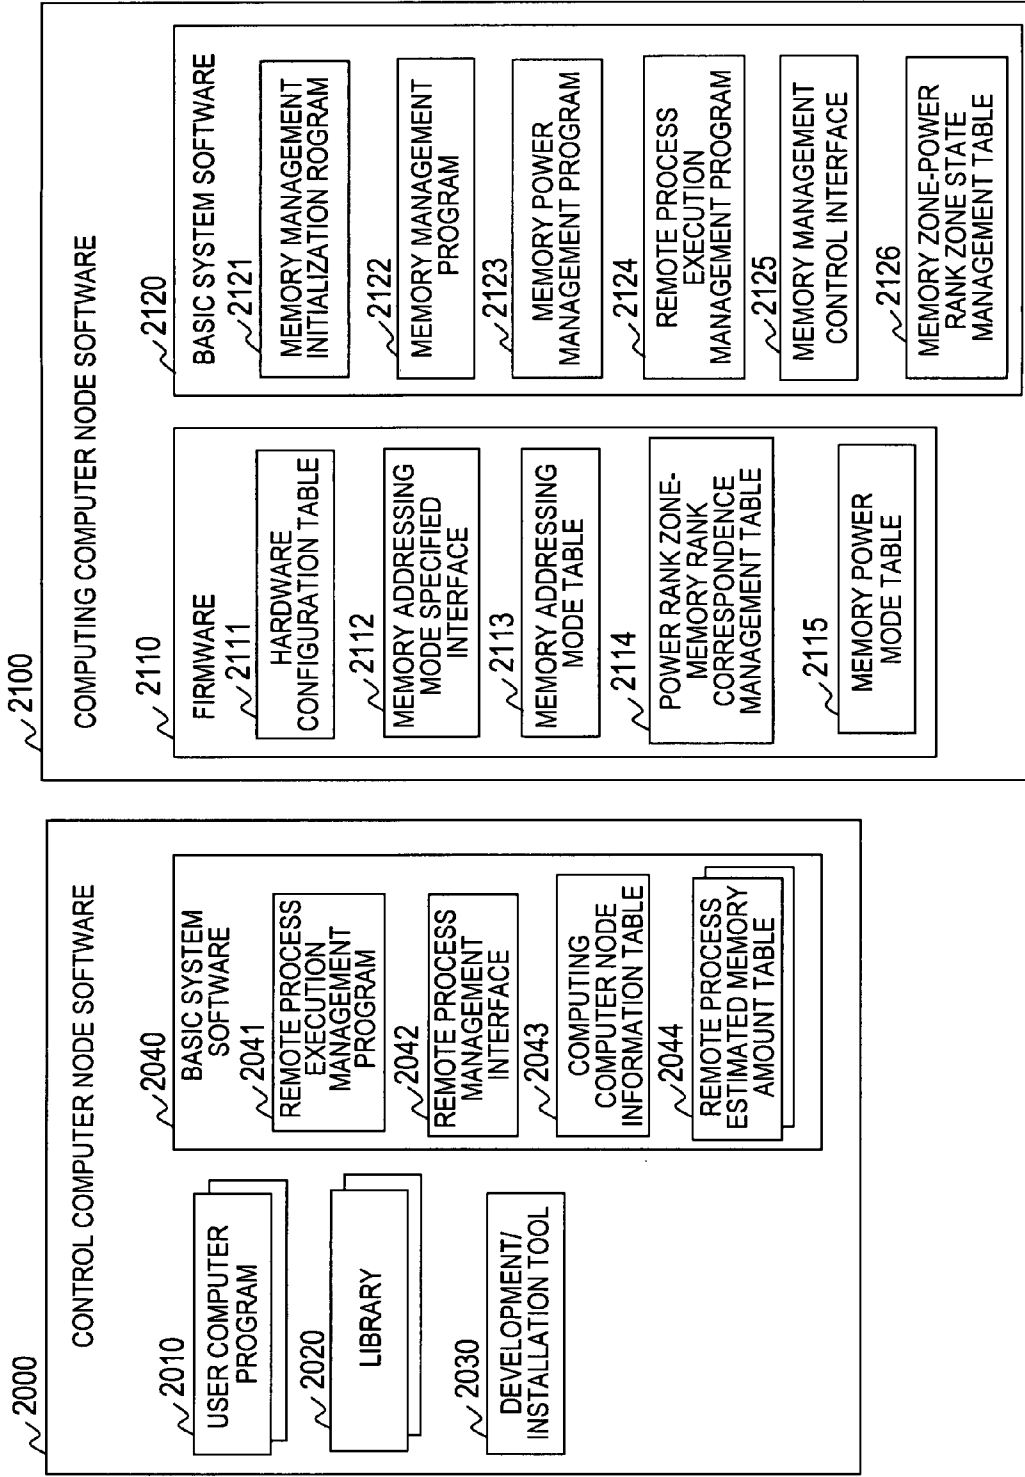 2000
CONTROL COMPUTER NODE SOFTWARE
2010
USER COMPUTER
PROGRAM
2020
LIBRARY
2030
DEVELOPMENT/
INSTALLATION TOOL
2040
BASIC SYSTEM
SOFTWARE
2041
REMOTE PROCESS
EXECUTION
MANAGEMENT
PROGRAM
2042
REMOTE PROCESS
MANAGEMENT
INTERFACE
2043
COMPUTING
COMPUTER NODE
INFORMATION TABLE
2044
REMOTE PROCESS
ESTIMATED MEMORY
AMOUNT TABLE
2100
COMPUTING COMPUTER NODE SOFTWARE
2110
FIRMWARE
2111
HARDWARE
CONFIGURATION TABLE
2112
MEMORY ADDRESSING
MODE SPECIFIED
INTERFACE
2113
MEMORY ADDRESSING
MODE TABLE
2114
POWER RANK ZONE-
MEMORY RANK
CORRESPONDENCE
MANAGEMENT TABLE
2115
MEMORY POWER
MODE TABLE
2120
BASIC SYSTEM SOFTWARE
2121
MEMORY MANAGEMENT
INITIALIZATION ROGRAM
2122
MEMORY MANAGEMENT
PROGRAM
2123
MEMORY POWER
MANAGEMENT PROGRAM
2124
REMOTE PROCESS
EXECUTION
MANAGEMENT PROGRAM
2125
MEMORY MANAGEMENT
CONTROL INTERFACE
2126
MEMORY ZONE-POWER
RANK ZONE STATE
MANAGEMENT TABLE